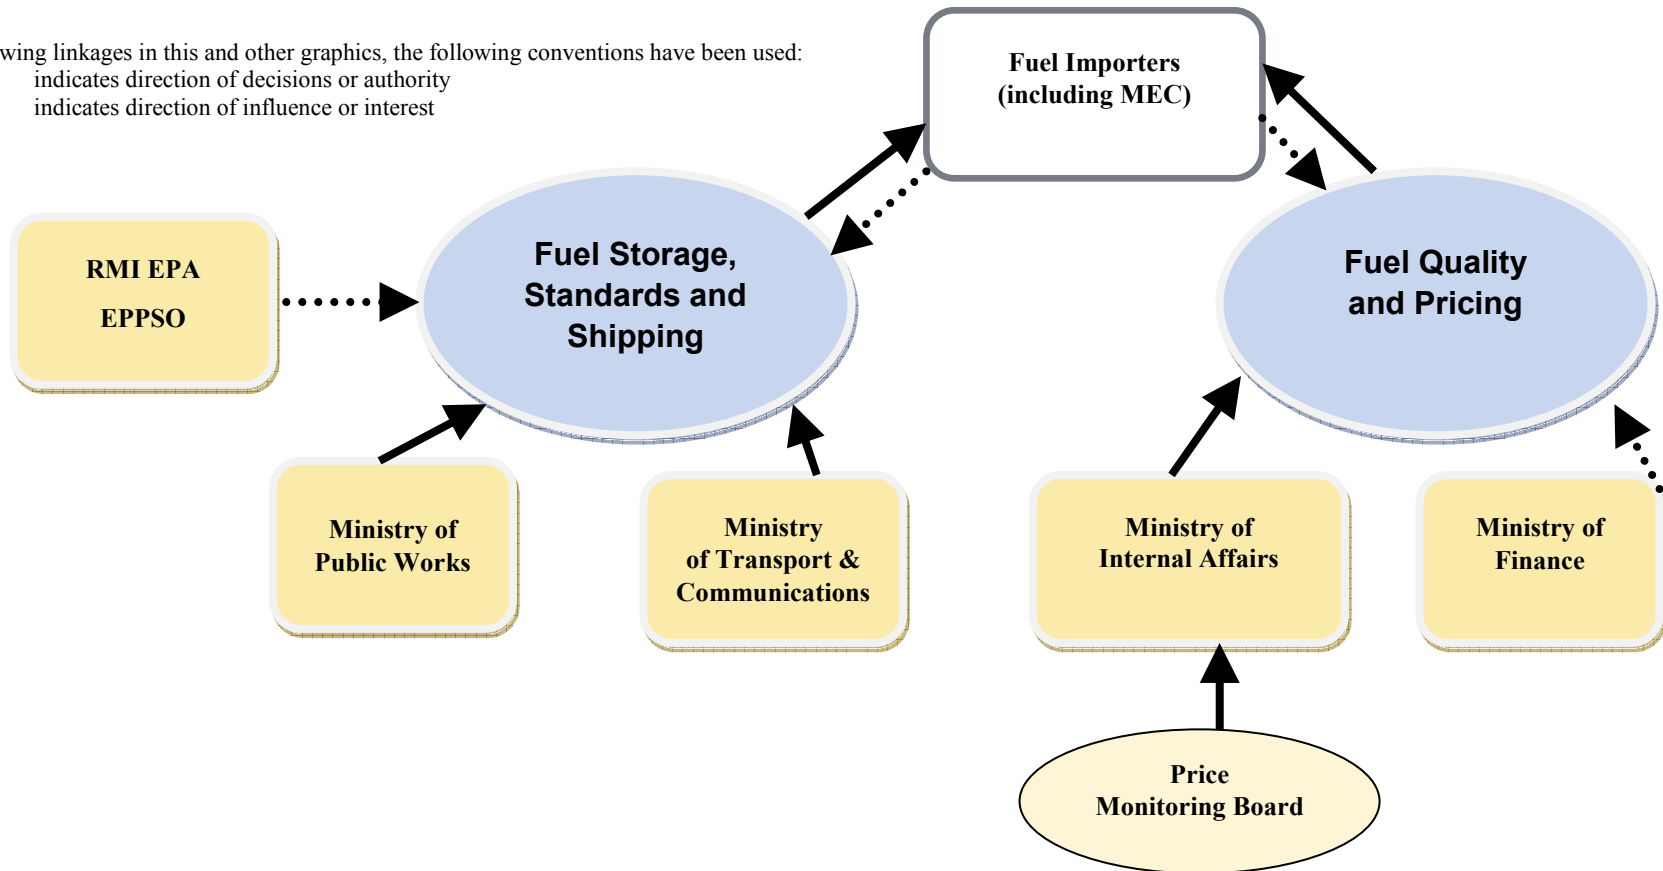 wing linkages in this and other graphics, the following conventions have been used:
indicates direction of decisions or authority
indicates direction of influence or interest
Fuel Importers
(including MEC)
RMI EPA
EPPSO
Fuel Storage,
Standards and
Shipping
Fuel Quality
and Pricing
Ministry of
Public Works
Ministry
of Transport &
Communications
Ministry of
Internal Affairs
Ministry of
Finance
Price
Monitoring Board